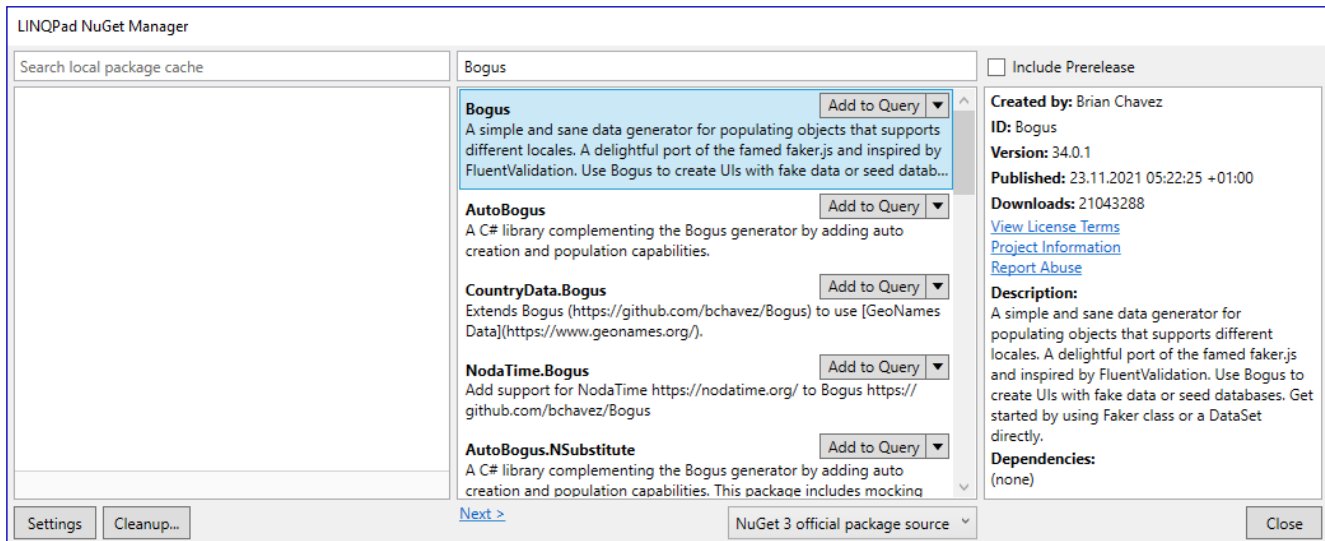 LINQPad NuGet Manager
Search local package cache
Settings
Cleanup...
Bogus
Bogus
Add to Query
A simple and sane data generator for populating objects that supports
different locales. A delightful port of the famed faker.js and inspired by
FluentValidation. Use Bogus to create UIs with fake data or seed datab...
AutoBogus
Add to Query
A C# library complementing the Bogus generator by adding auto
creation and population capabilities.
CountryData.Bogus
Add to Query
Extends Bogus (https://github.com/bchavez/Bogus) to use [GeoNames
Data](https://www.geonames.org/).
NodaTime.Bogus
Add to Query
Add support for NodaTime https://nodatime.org/ to Bogus https://
github.com/bchavez/Bogus
AutoBogus.NSubstitute
Add to Query
A C# library complementing the Bogus generator by adding auto
creation and population capabilities. This package includes mocking
Next >
NuGet 3 official package source
Include Prerelease
Created by: Brian Chavez
ID: Bogus
Version: 34.0.1
Published: 23.11.2021 05:22:25 +01:00
Downloads: 21043288
View License Terms
Project Information
Report Abuse
Description:
A simple and sane data generator for
populating objects that supports different
locales. A delightful port of the famed faker.js
and inspired by FluentValidation. Use Bogus to
create UIs with fake data or seed databases. Get
started by using Faker class or a DataSet
directly.
Dependencies:
(none)
Close